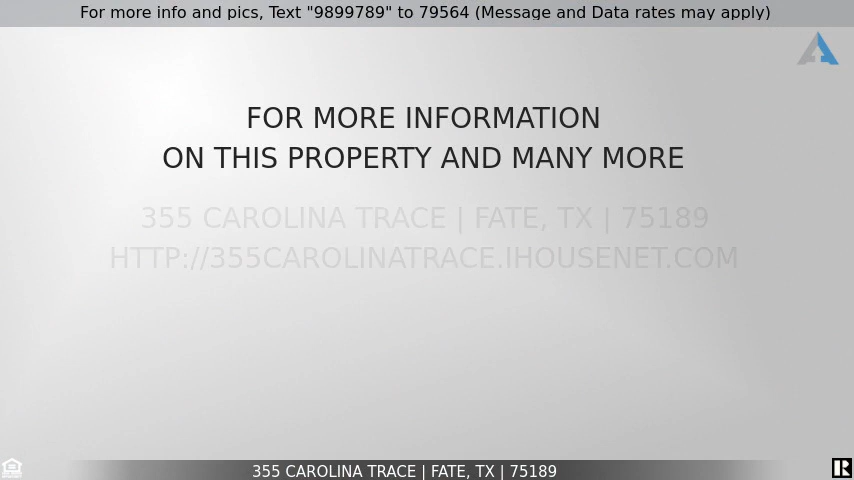 For more info and pics, Text "9899789" to 79564 (Message and Data rates may apply)
FOR MORE INFORMATION
ON THIS PROPERTY AND MANY MORE
355 CAROLINA TRACE | FATE, TX | 75189
HTTP://355CAROLINATRACE.IHOUSENET.COM
355 CAROLINA TRACE | FATE, TX | 75189